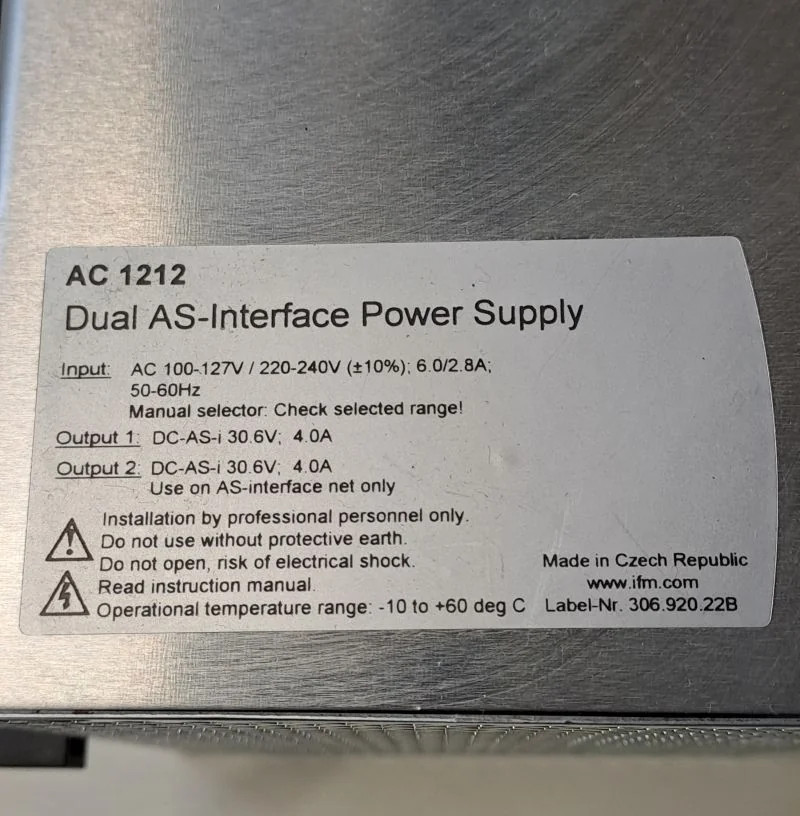 AC 1212
Dual AS-Interface Power Supply
Input: AC 100-127V / 220-240V (±10%); 6.0/2.8A;
50-60Hz
Manual selector: Check selected range!
Output 1: DC-AS-i 30.6V; 4.0A
Output 2: DC-AS-i 30.6V; 4.0A
Use on AS-interface net only
Installation by professional personnel only.
Do not use without protective earth.
Do not open, risk of electrical shock.
Read instruction manual.
Operational temperature range: -10 to +60 deg C
Made in Czech Republic
www.ifm.com
Label-Nr. 306.920.22B